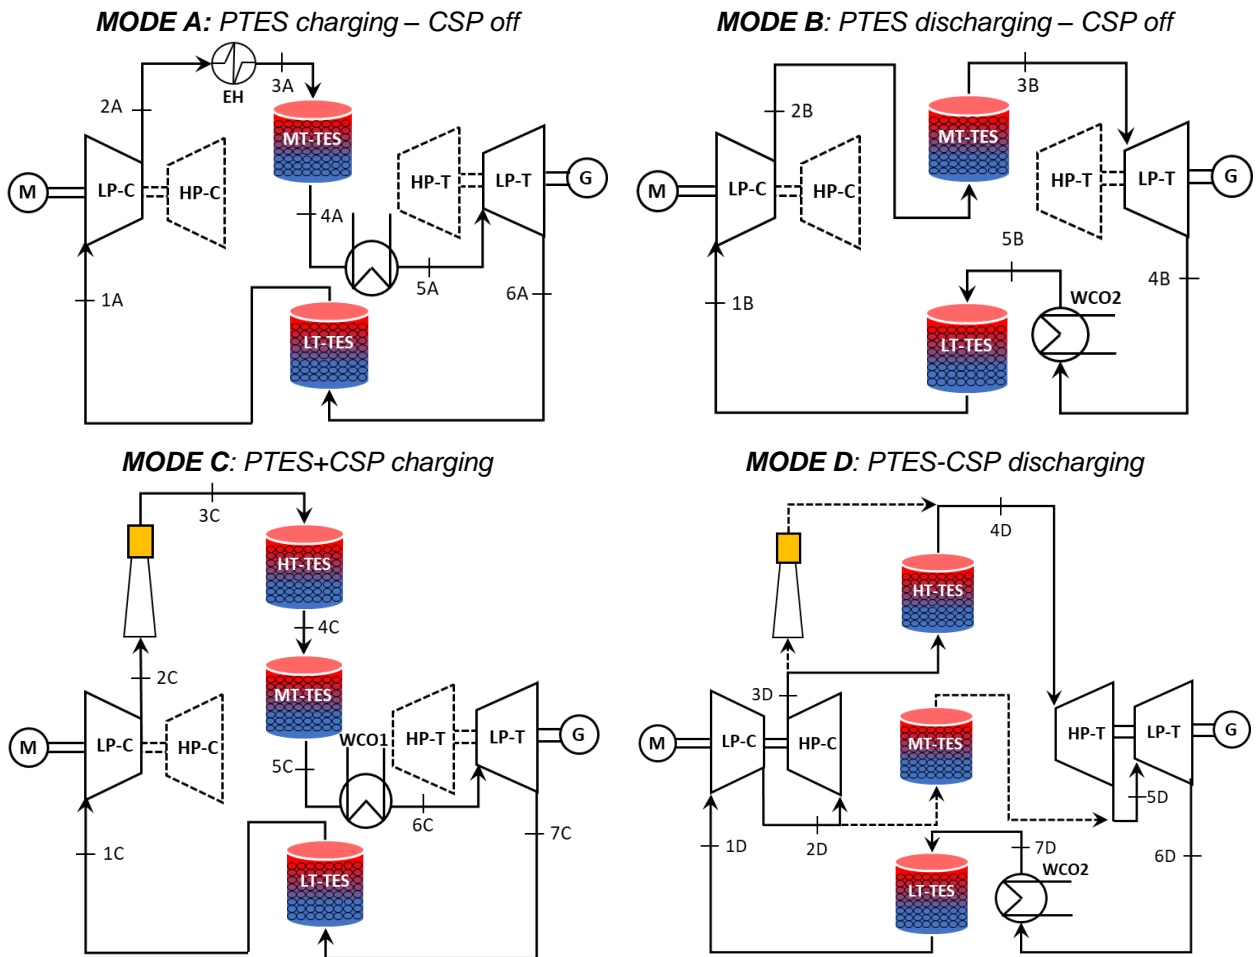 MODE A: PTES charging – CSP off
EH
3A
2A
MT-TES
M
LP-C
HP-C
HP-T
LP-T
G
4A
5A
1A
6A
LT-TES
MODE B: PTES discharging – CSP off
3B
2B
MT-TES
M
LP-C
HP-C
HP-T
LP-T
G
5B
4B
1B
WCO2
LT-TES
MODE C: PTES+CSP charging
3C
HT-TES
4C
2C
MT-TES
M
LP-C
HP-C
WCO1
HP-T
LP-T
G
5C
6C
7C
1C
LT-TES
MODE D: PTES-CSP discharging
4D
HT-TES
3D
M
LP-C
HP-C
MT-TES
HP-T
LP-T
G
5D
2D
1D
7D
6D
WCO2
LT-TES